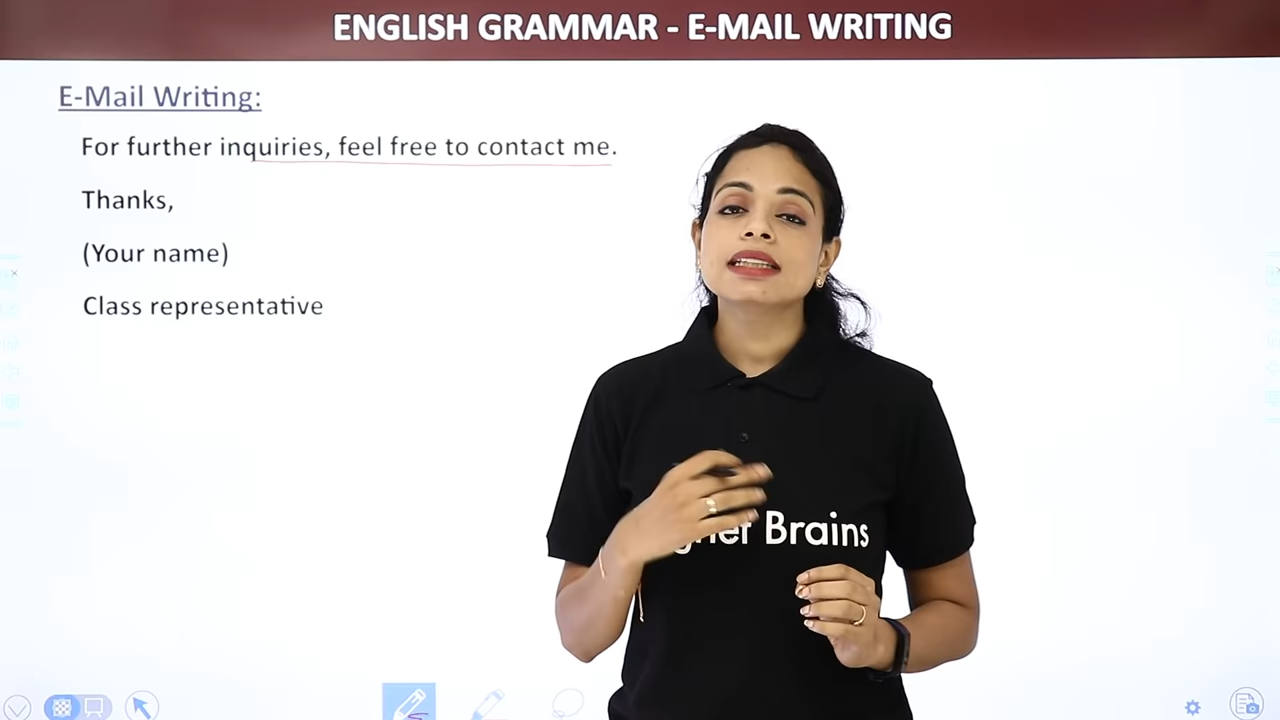 ENGLISH GRAMMAR - E-MAIL WRITING
E-Mail Writing:
For further inquiries, feel free to contact me.
Thanks,
(Your name)
Class representative
Brains